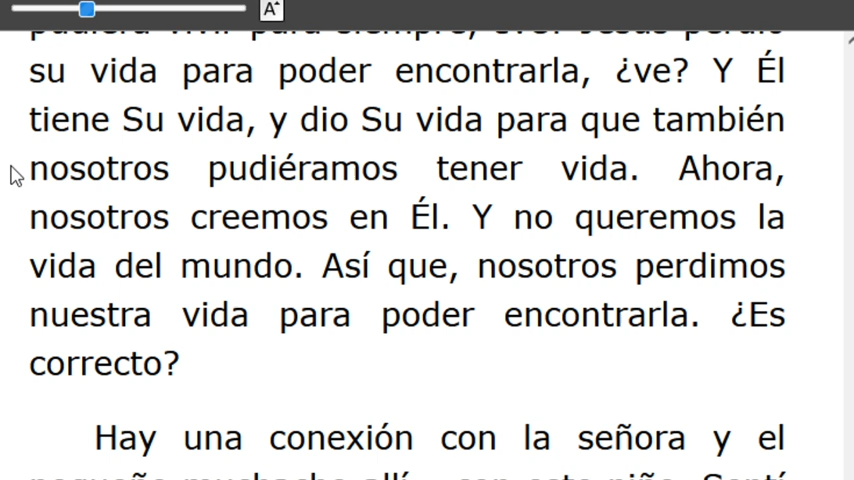 A
su vida para poder encontrarla, ¿ve? Y Él
tiene Su vida, y dio Su vida para que también
nosotros pudiéramos tener vida. Ahora,
nosotros creemos en Él. Y no queremos la
vida del mundo. Así que, nosotros perdimos
nuestra vida para poder encontrarla. ¿Es
correcto?
Hay una conexión con la señora y el